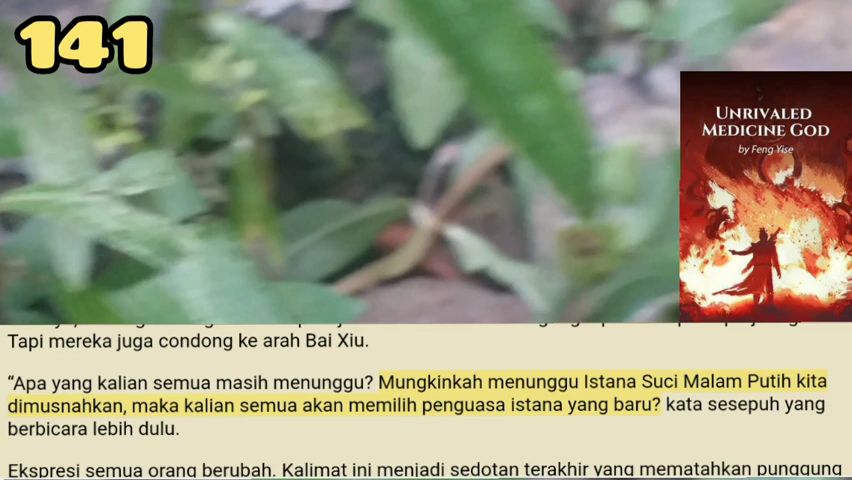 141
UNRIVALED
MEDICINE GOD
by Feng Yise
Tapi mereka juga condong ke arah Bai Xiu.
“Apa yang kalian semua masih menunggu? Mungkinkah menunggu Istana Suci Malam Putih kita
dimusnahkan, maka kalian semua akan memilih penguasa istana yang baru? kata sesepuh yang
berbicara lebih dulu.
Ekspresi semua orang berubah. Kalimat ini menjadi sedotan terakhir yang mematahkan punggung